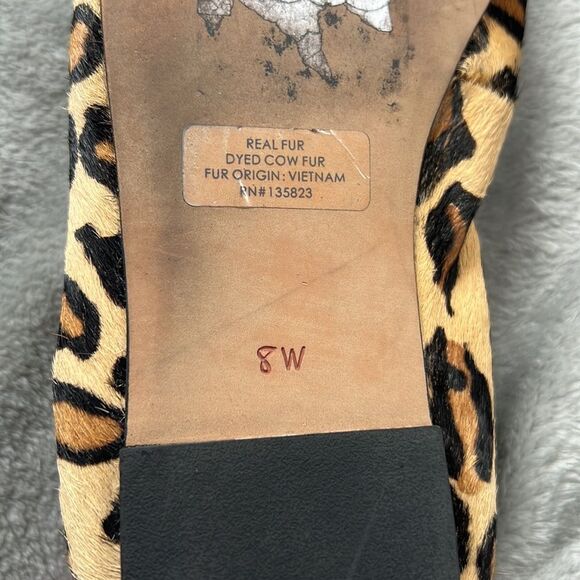 REAL FUR
DYED COW FUR
FUR ORIGIN: VIETNAM
RN#135823
8W